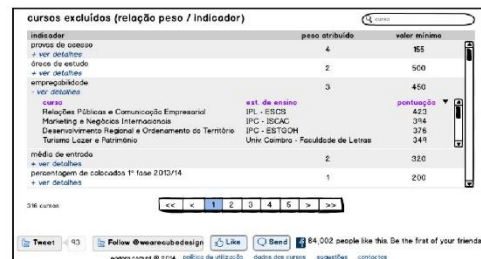 cursos excluídos (relação peso / indicador)
curso
indicador peso atribuído valor mínimo
provas de acesso 4 155
+ ver detalhes
área de estudo 2 500
+ ver detalhes
empregabilidade 3 450
- ver detalhes
curso est. de ensino pontuação
Relações Públicas e Comunicação Empresarial IPL - ESCS 423
Marketing e Negócios Internacionais IPC - ISCAC 394
Desenvolvimento Regional e Ordenamento do Território IPC - ESTGOH 376
Turismo Lazer e Património Univ. Coimbra - Faculdade de Letras 349
média de entrada 2 320
+ ver detalhes
percentagem de colocados 1ª fase 2013/14 1 200
+ ver detalhes
316 cursos << < 1 2 3 4 5 > >>
Tweet 93 Follow @wearecubedesign Like Send 84,002 people like this. Be the first of your friends
2014 política de utilização dados dos cursos sugestões contactos